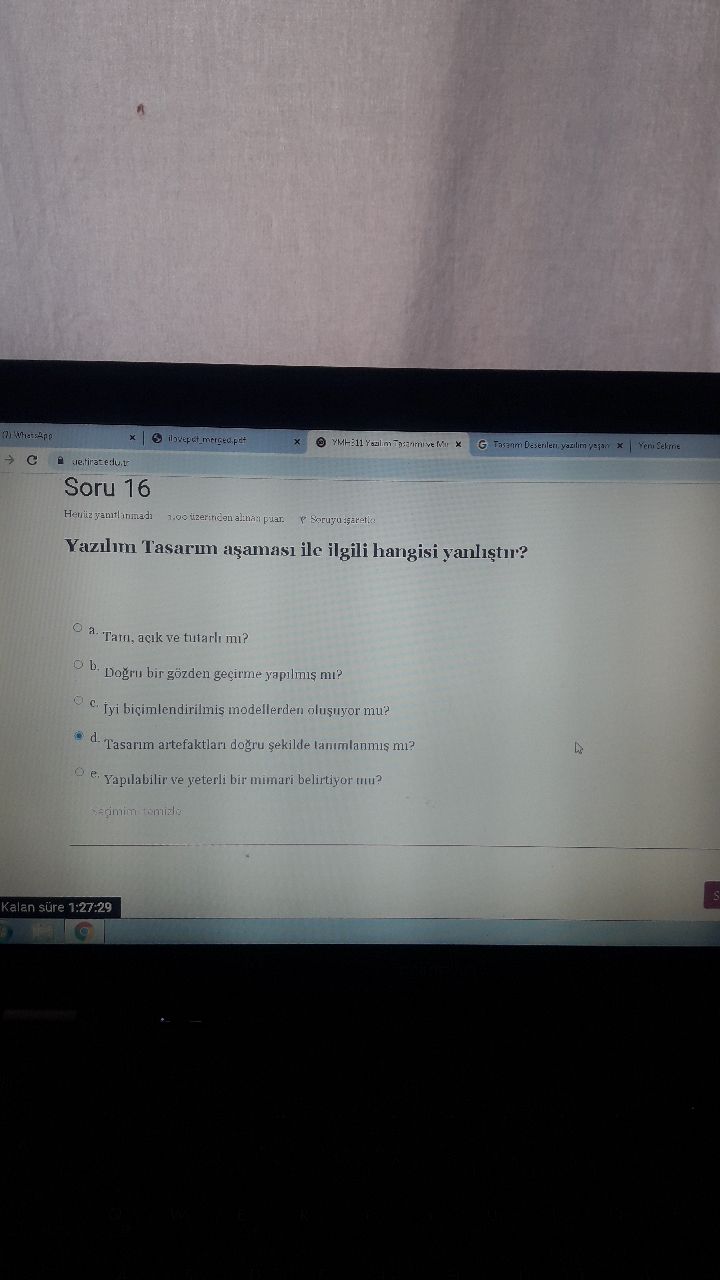 (7) WhatsApp
ilovepdf_merged.pdf
YMH311 Yazılım Tasarımı ve Mi
Tasarım Desenleri, yazılım yaşan
Yeni Sekme
ue.firat.edu.tr
Soru 16
Henüz yanıtlanmadı 1,00 üzerinden alınan puan Soruyu işaretle
Yazılım Tasarım aşaması ile ilgili hangisi yanlıştır?
a. Tam, açık ve tutarlı mı?
b. Doğru bir gözden geçirme yapılmış mı?
c. İyi biçimlendirilmiş modellerden oluşuyor mu?
d. Tasarım artefaktları doğru şekilde tanımlanmış mı?
e. Yapılabilir ve yeterli bir mimari belirtiyor mu?
Seçimimi temizle
S
Kalan süre 1:27:29